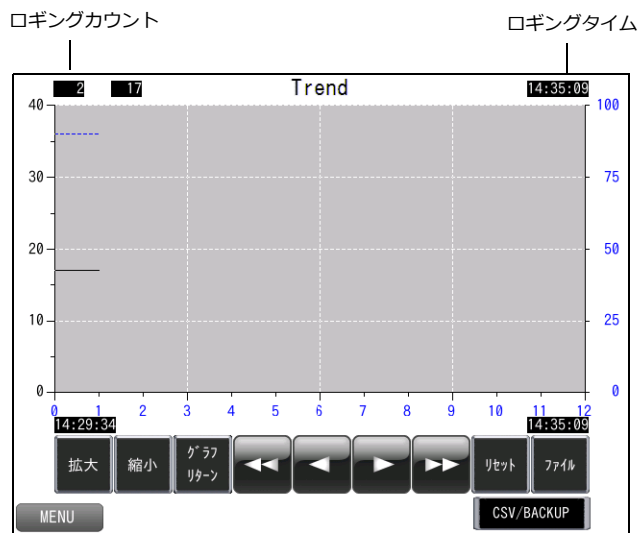 ロギングカウント
ロギングタイム
2 17 Trend 14:35:09
40 100
30 75
20 50
10 25
0 0
0 1 2 3 4 5 6 7 8 9 10 11 12
14:29:34 14:35:09
拡大 縮小 グラフ リセット ファイル
リターン
MENU CSV/BACKUP